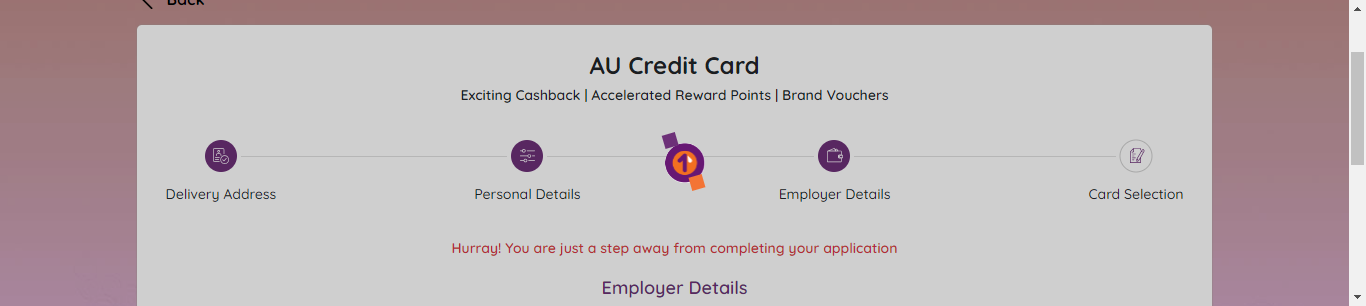 Back
AU Credit Card
Exciting Cashback | Accelerated Reward Points | Brand Vouchers
Delivery Address
Personal Details
Employer Details
Card Selection
Hurray! You are just a step away from completing your application
Employer Details